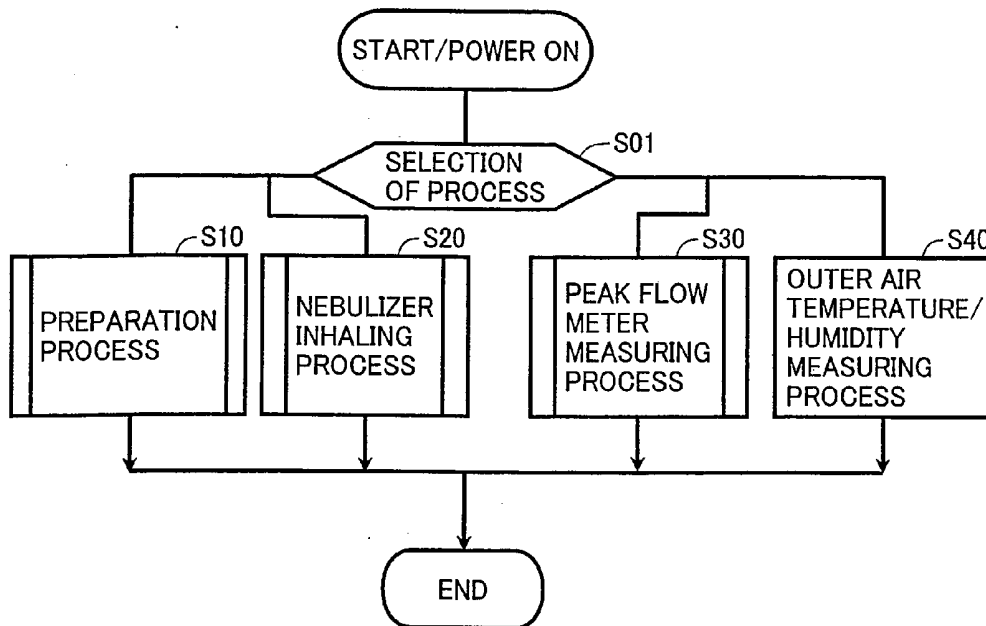 START/POWER ON
S01
SELECTION
OF PROCESS
S10
PREPARATION
PROCESS
S20
NEBULIZER
INHALING
PROCESS
S30
PEAK FLOW
METER
MEASURING
PROCESS
S40
OUTER AIR
TEMPERATURE/
HUMIDITY
MEASURING
PROCESS
END